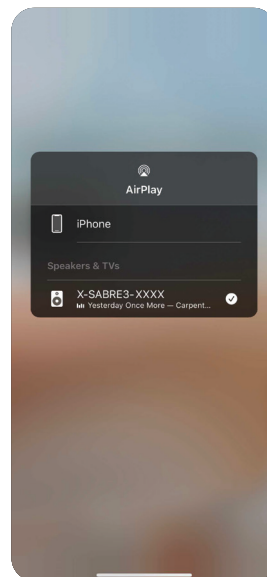 AirPlay
iPhone
Speakers & TVs
X-SABRE3-XXXX
Yesterday Once More — Carpent...